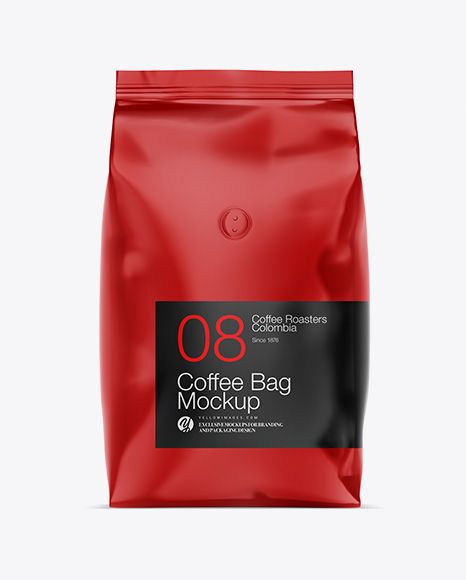 08
Coffee Roasters
Colombia
Since 1876
Coffee Bag
Mockup
YELLOWIMAGES.COM
EXCLUSIVE MOCKUPS FOR BRANDING
AND PACKAGING DESIGN